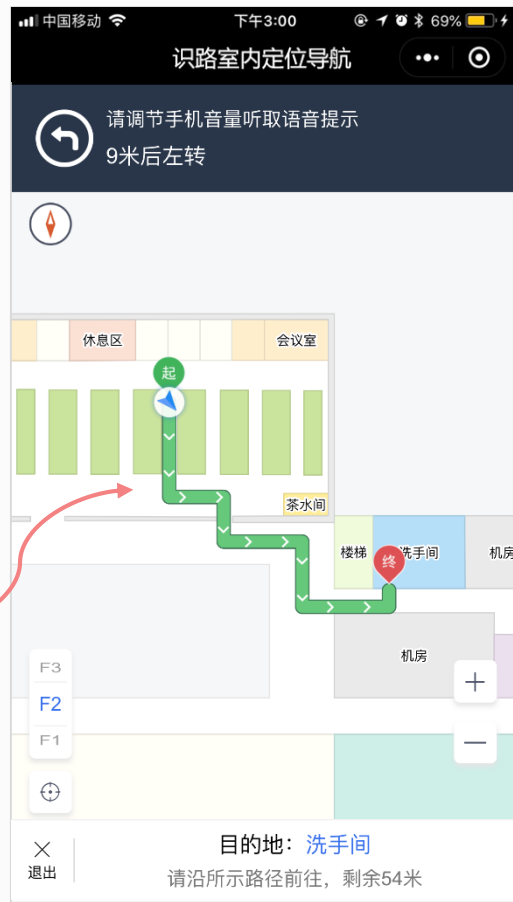 中国移动 下午3:00 69%
识路室内定位导航
请调节手机音量听取语音提示
9米后左转
休息区 会议室
起
茶水间
楼梯 洗手间 机房
终
机房
F3
F2
F1
目的地：洗手间
退出
请沿所示路径前往，剩余54米